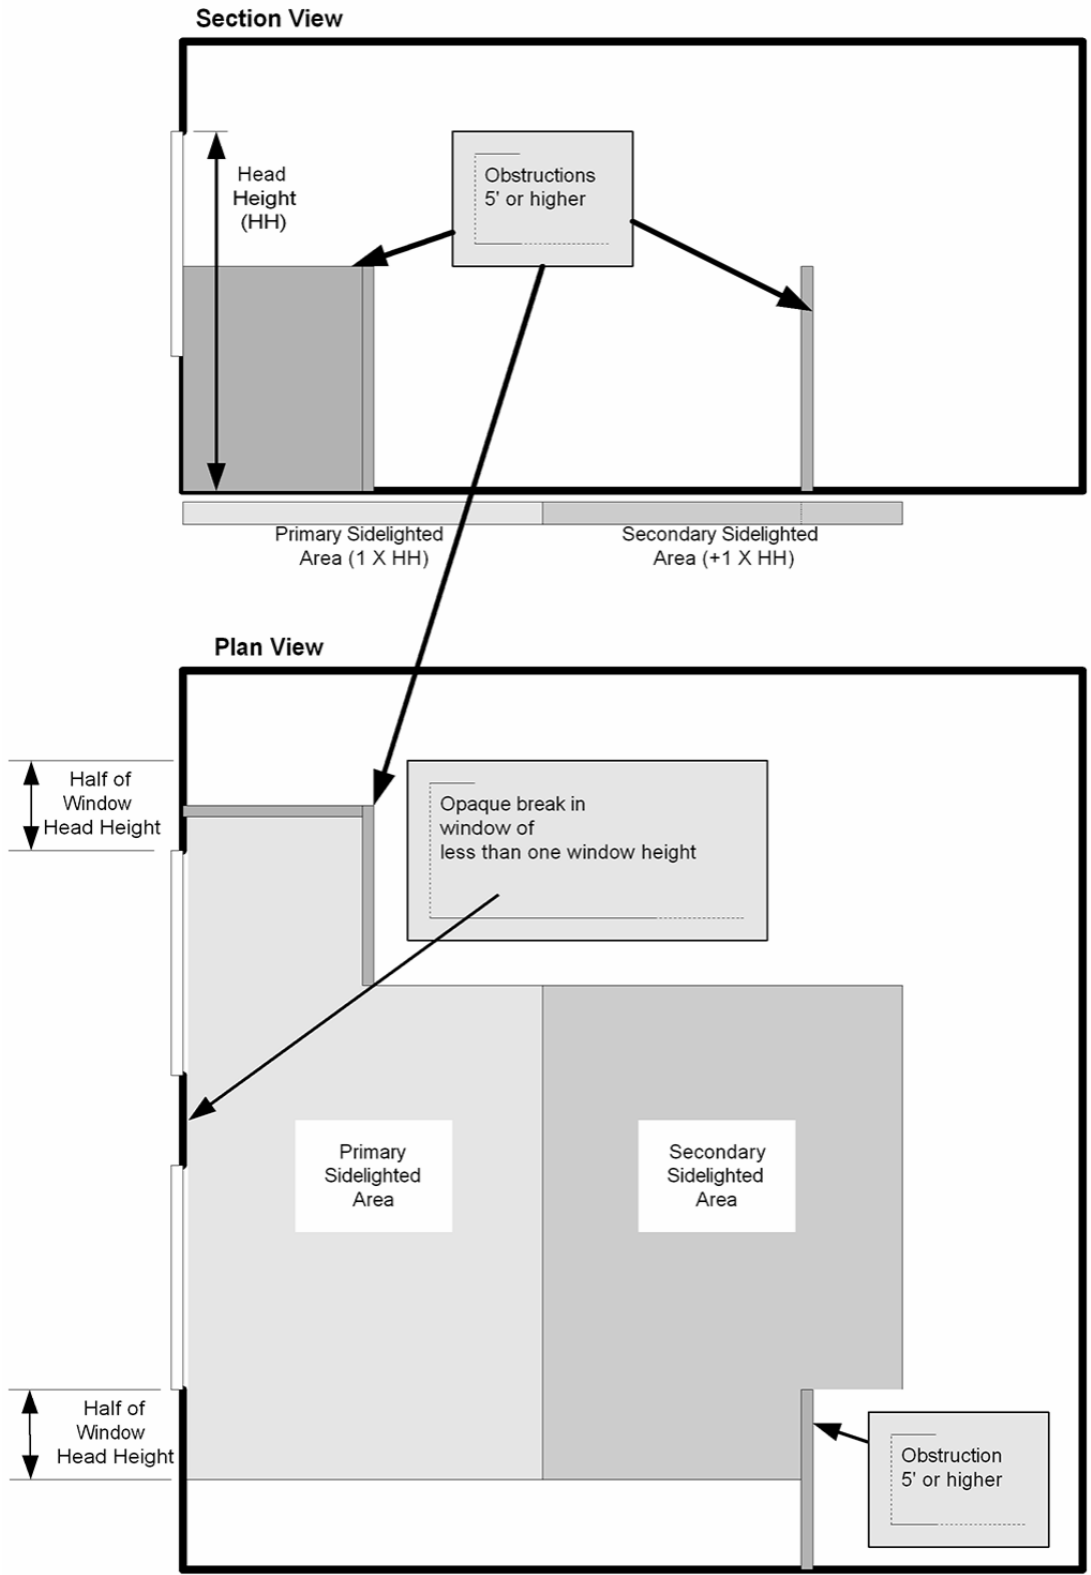 Section View
Head
Height
(HH)
Obstructions
5' or higher
Primary Sidelighted
Area (1 X HH)
Secondary Sidelighted
Area (+1 X HH)
Plan View
Half of
Window
Head Height
Opaque break in
window of
less than one window height
Primary
Sidelighted
Area
Secondary
Sidelighted
Area
Half of
Window
Head Height
Obstruction
5' or higher